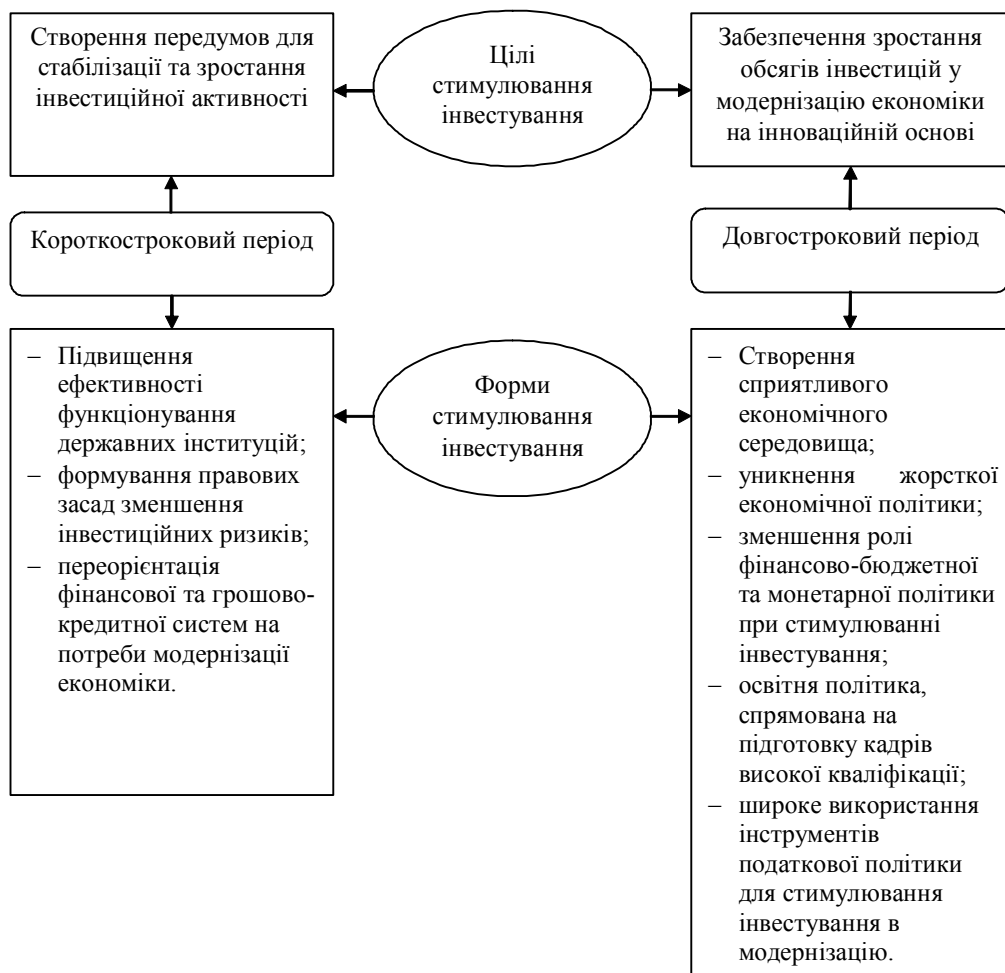 Створення передумов для
стабілізації та зростання
інвестиційної активності
Цілі
стимулювання
інвестування
Забезпечення зростання
обсягів інвестицій у
модернізацію економіки
на інноваційній основі
Короткостроковий період
Довгостроковий період
– Підвищення
ефективності
функціонування
державних інституцій;
– формування правових
засад зменшення
інвестиційних ризиків;
– переорієнтація
фінансової та грошово-
кредитної систем на
потреби модернізації
економіки.
Форми
стимулювання
інвестування
– Створення
сприятливого
економічного
середовища;
– уникнення жорсткої
економічної політики;
– зменшення ролі
фінансово-бюджетної
та монетарної політики
при стимулюванні
інвестування;
– освітня політика,
спрямована на
підготовку кадрів
високої кваліфікації;
– широке використання
інструментів
податкової політики
для стимулювання
інвестування в
модернізацію.